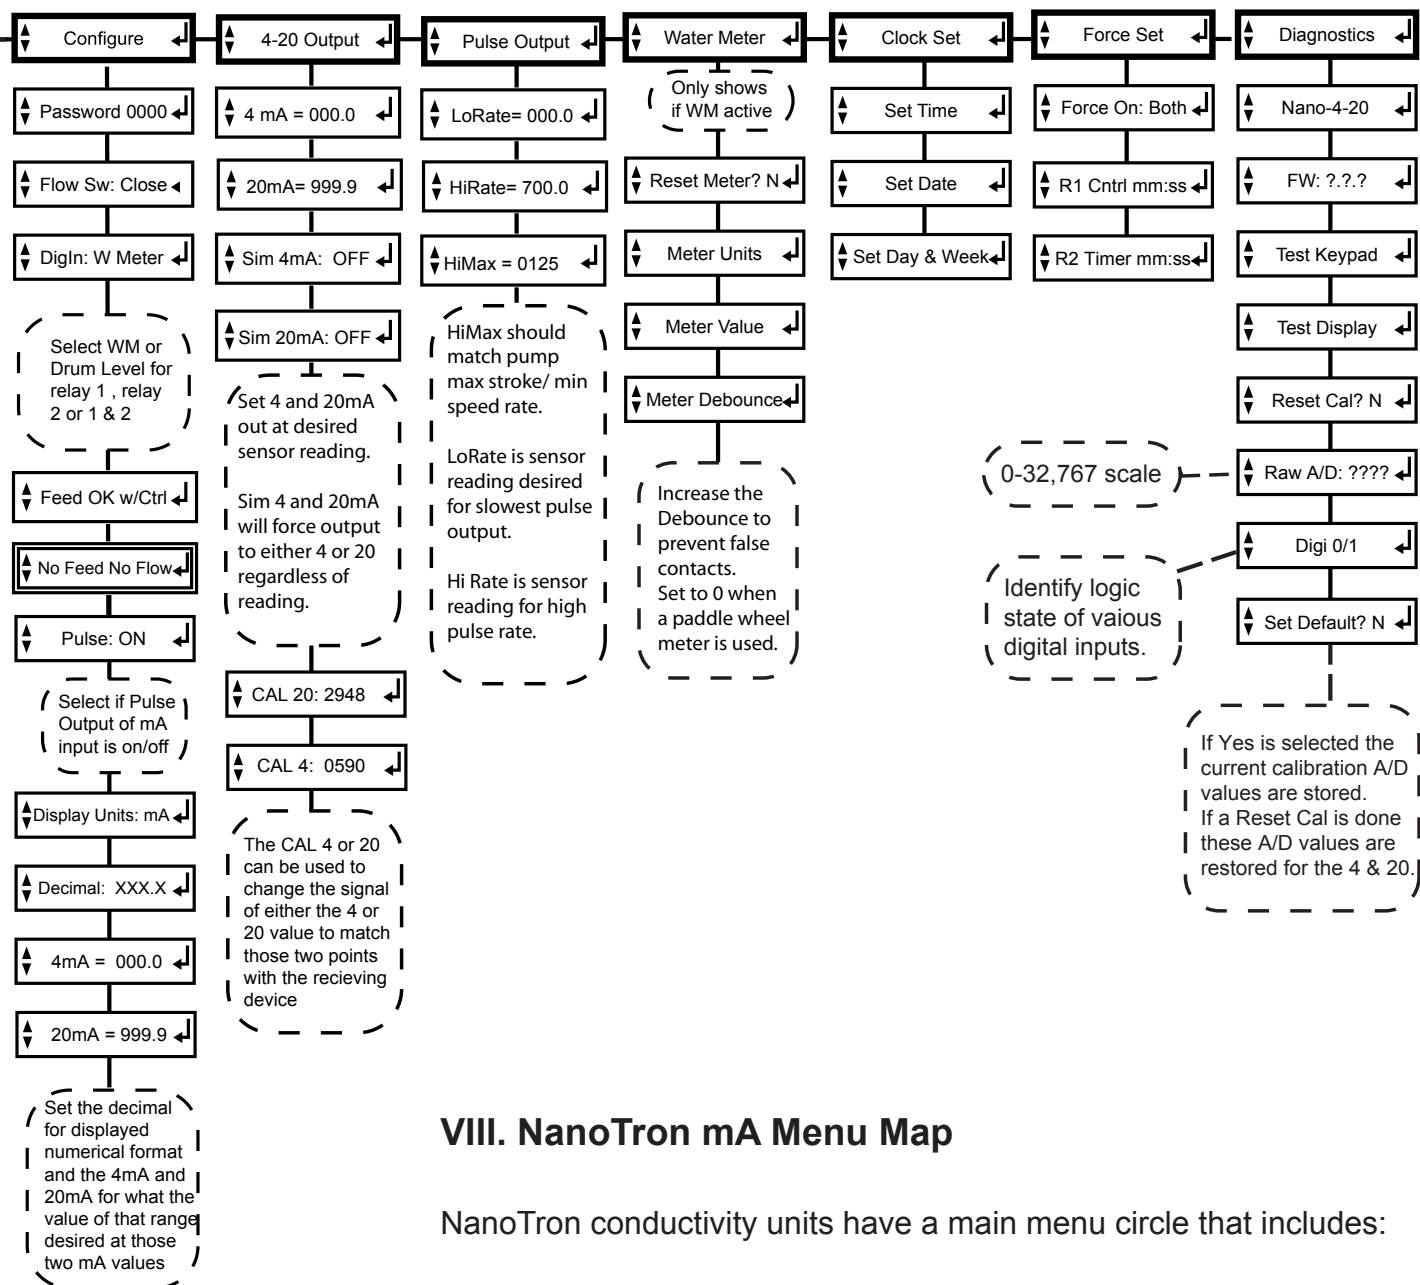 Configure
Password 0000
Flow Sw: Close
DigIn: W Meter
Select WM or
Drum Level for
relay 1 , relay
2 or 1 & 2
Feed OK w/Ctrl
No Feed No Flow
Pulse: ON
Select if Pulse
Output of mA
input is on/off
Display Units: mA
Decimal: XXX.X
4mA = 000.0
20mA = 999.9
Set the decimal
for displayed
numerical format
and the 4mA and
20mA for what the
value of that range
desired at those
two mA values
4-20 Output
4 mA = 000.0
20mA= 999.9
Sim 4mA: OFF
Sim 20mA: OFF
Set 4 and 20mA
out at desired
sensor reading.
Sim 4 and 20mA
will force output
to either 4 or 20
regardless of
reading.
CAL 20: 2948
CAL 4: 0590
The CAL 4 or 20
can be used to
change the signal
of either the 4 or
20 value to match
those two points
with the recieving
device
Pulse Output
LoRate= 000.0
HiRate= 700.0
HiMax = 0125
HiMax should
match pump
max stroke/ min
speed rate.
LoRate is sensor
reading desired
for slowest pulse
output.
Hi Rate is sensor
reading for high
pulse rate.
Water Meter
Only shows
if WM active
Reset Meter? N
Meter Units
Meter Value
Meter Debounce
Increase the
Debounce to
prevent false
contacts.
Set to 0 when
a paddle wheel
meter is used.
Clock Set
Set Time
Set Date
Set Day & Week
Force Set
Force On: Both
R1 Cntrl mm:ss
R2 Timer mm:ss
Diagnostics
Nano-4-20
FW: ?.?.?
Test Keypad
Test Display
Reset Cal? N
Raw A/D: ????
0-32,767 scale
Digi 0/1
Identify logic
state of vaious
digital inputs.
Set Default? N
If Yes is selected the
current calibration A/D
values are stored.
If a Reset Cal is done
these A/D values are
restored for the 4 & 20.
VIII. NanoTron mA Menu Map
NanoTron conductivity units have a main menu circle that includes: